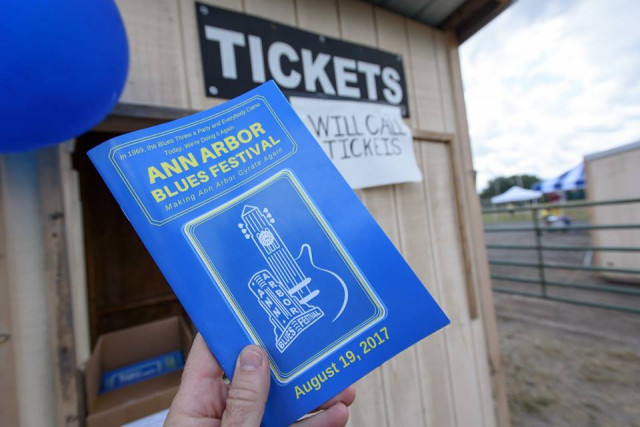 TICKETS
WILL CALL
TICKETS
In 1969, the Blues Threw a Party and Everybody Came
Today, We're Doing it Again
ANN ARBOR
BLUES FESTIVAL
Making Ann Arbor Gyrate Again
ANN
ARBOR
BLUES FESTIVAL
August 19, 2017